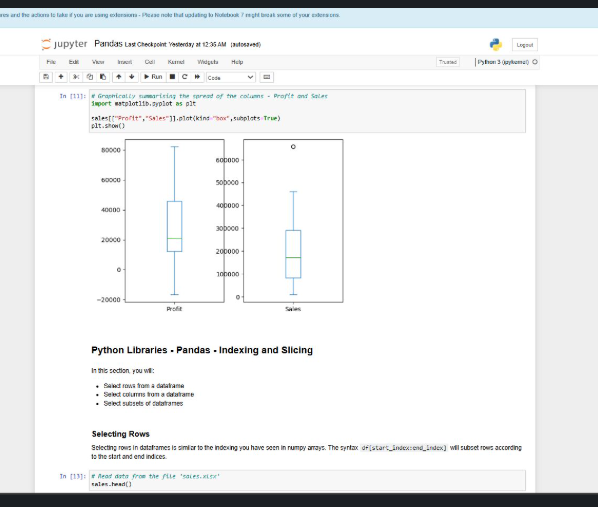 res and the actions to take if you are using extensions - Please note that updating to Notebook 7 might break some of your extensions.
jupyter Pandas Last Checkpoint: Yesterday at 12:35 AM (autosaved)
Logout
File Edit View Insert Cell Kernel Widgets Help
Trusted
Python 3 (ipykernel)
Run
Code
In [11]: # Graphically summarising the spread of the columns - Profit and Sales
import matplotlib.pyplot as plt
sales[["Profit","Sales"]].plot(kind="box",subplots=True)
plt.show()
80000
60000
40000
20000
0
−20000
Profit
600000
500000
400000
300000
200000
100000
0
Sales
Python Libraries - Pandas - Indexing and Slicing
In this section, you will:
• Select rows from a dataframe
• Select columns from a dataframe
• Select subsets of dataframes
Selecting Rows
Selecting rows in dataframes is similar to the indexing you have seen in numpy arrays. The syntax df[start_index:end_index] will subset rows according
to the start and end indices.
In [13]: # Read data from the file 'sales.xlsx'
sales.head()